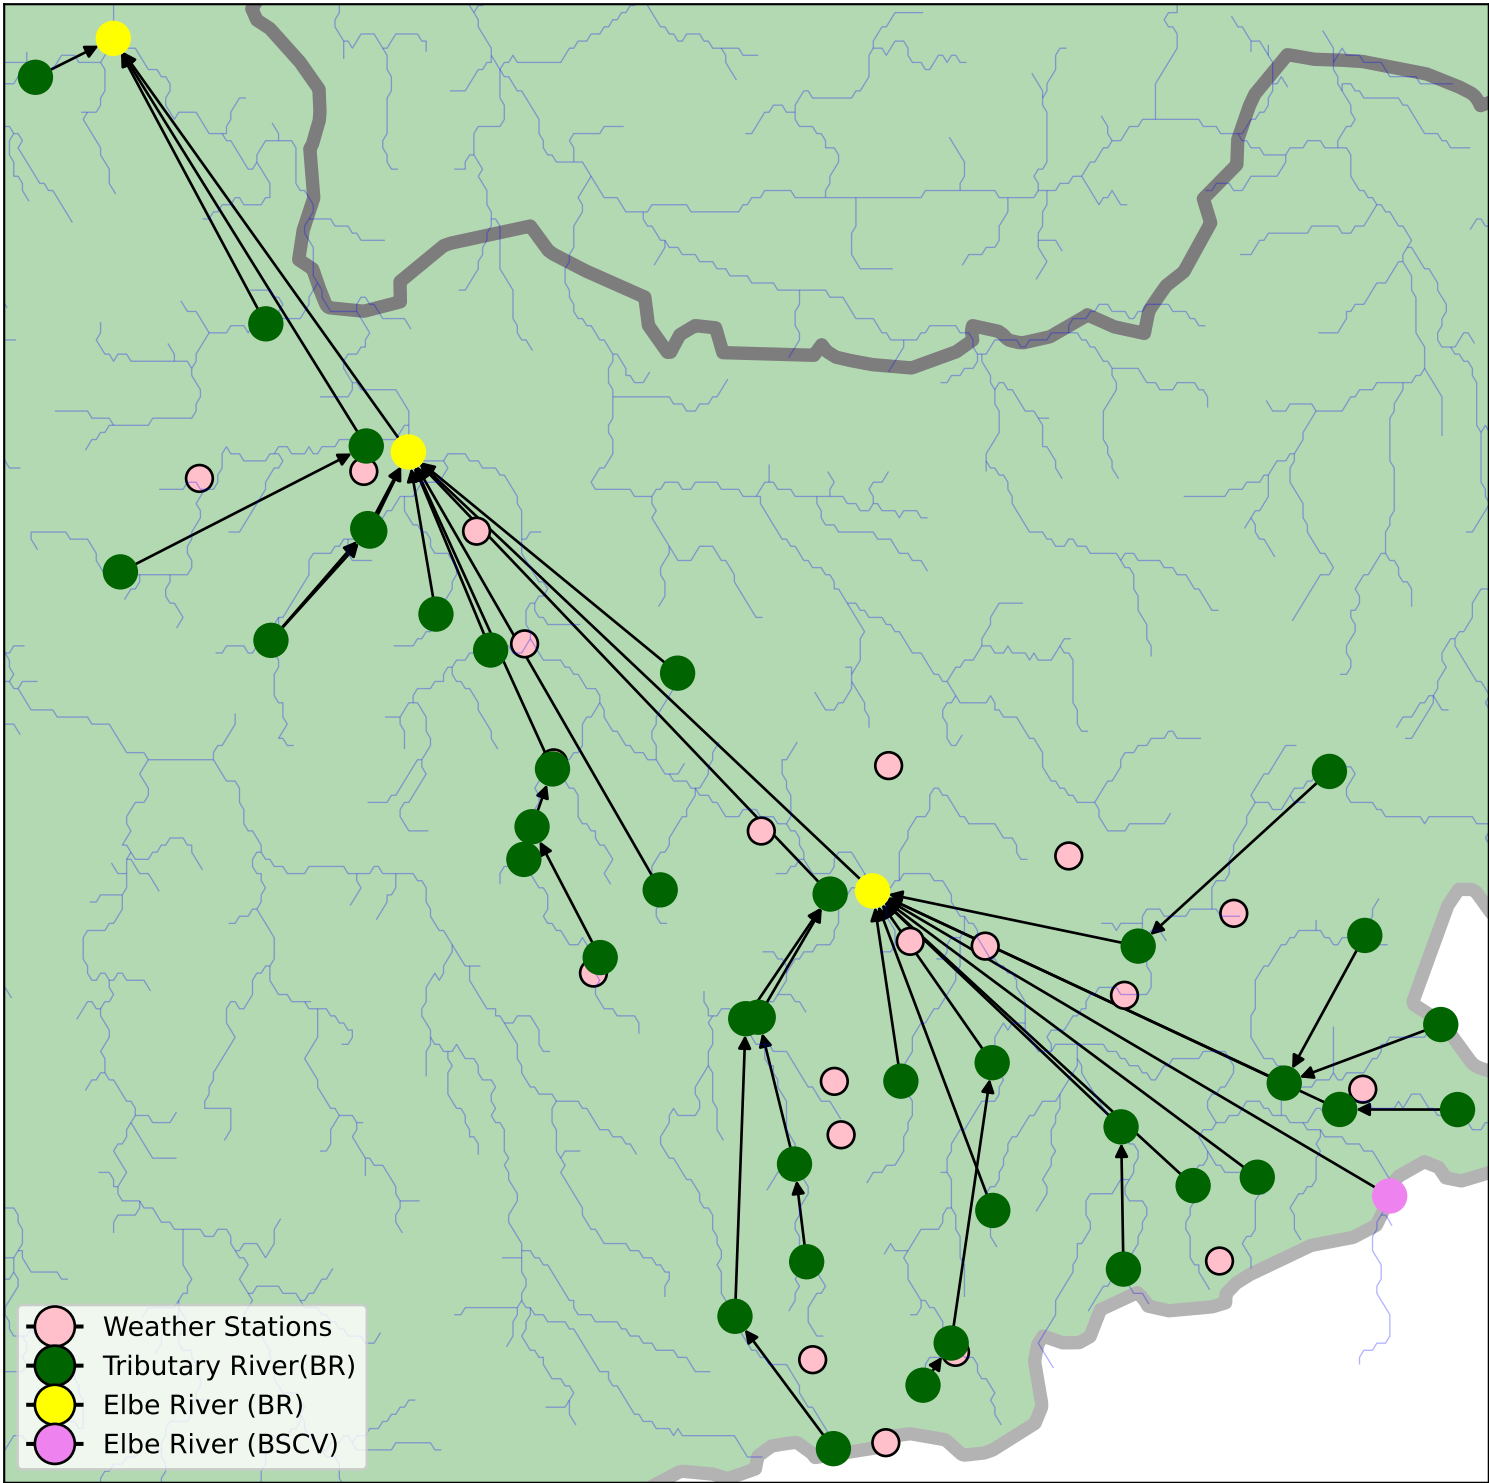 Weather Stations
Tributary River(BR)
Elbe River (BR)
Elbe River (BSCV)